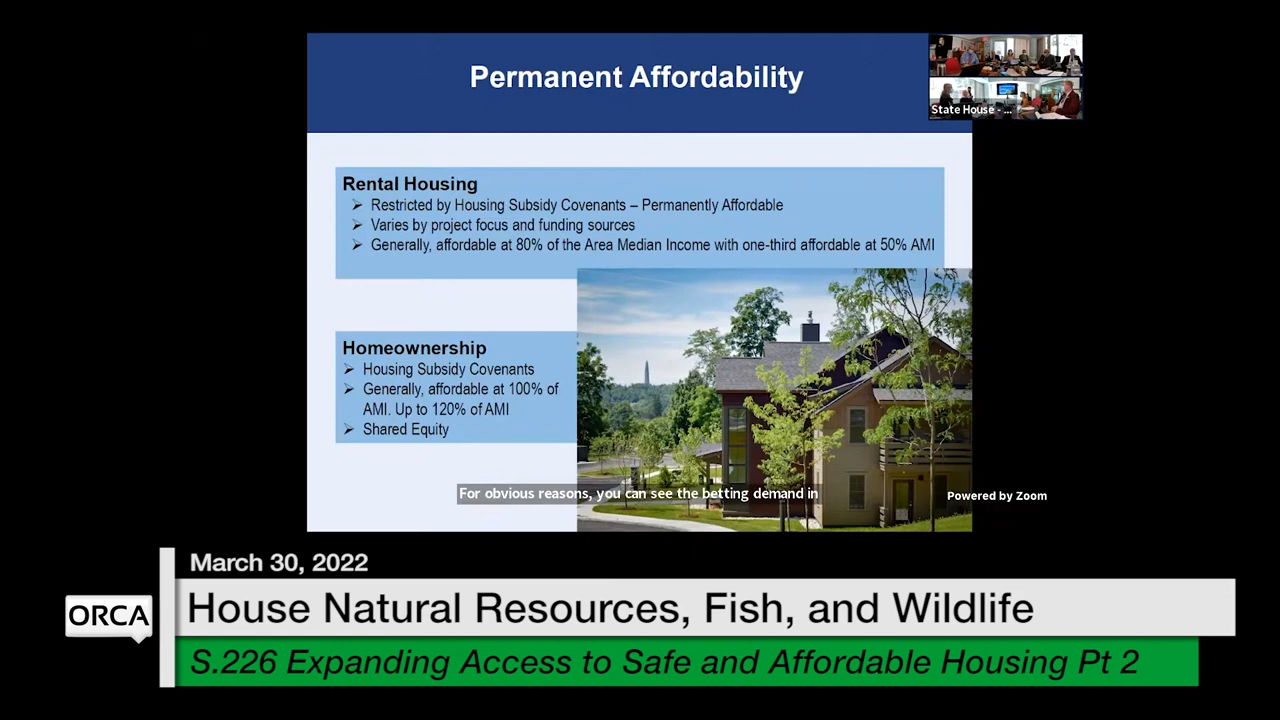 Permanent Affordability
State House - ...
Rental Housing
➢ Restricted by Housing Subsidy Covenants – Permanently Affordable
➢ Varies by project focus and funding sources
➢ Generally, affordable at 80% of the Area Median Income with one-third affordable at 50% AMI
Homeownership
➢ Housing Subsidy Covenants
➢ Generally, affordable at 100% of
AMI. Up to 120% of AMI
➢ Shared Equity
For obvious reasons, you can see the betting demand in
Powered by Zoom
March 30, 2022
ORCA
House Natural Resources, Fish, and Wildlife
S.226 Expanding Access to Safe and Affordable Housing Pt 2